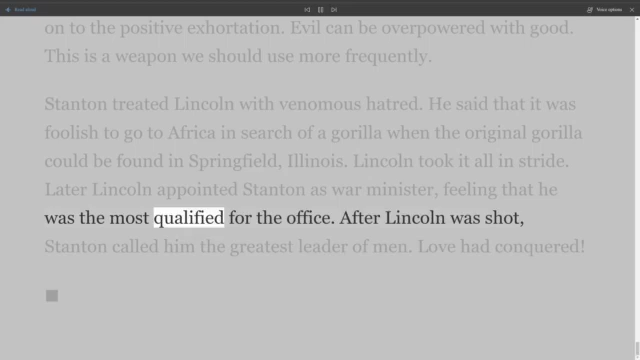 Read aloud
Voice options
on to the positive exhortation. Evil can be overpowered with good.
This is a weapon we should use more frequently.
Stanton treated Lincoln with venomous hatred. He said that it was
foolish to go to Africa in search of a gorilla when the original gorilla
could be found in Springfield, Illinois. Lincoln took it all in stride.
Later Lincoln appointed Stanton as war minister, feeling that he
was the most qualified for the office. After Lincoln was shot,
Stanton called him the greatest leader of men. Love had conquered!